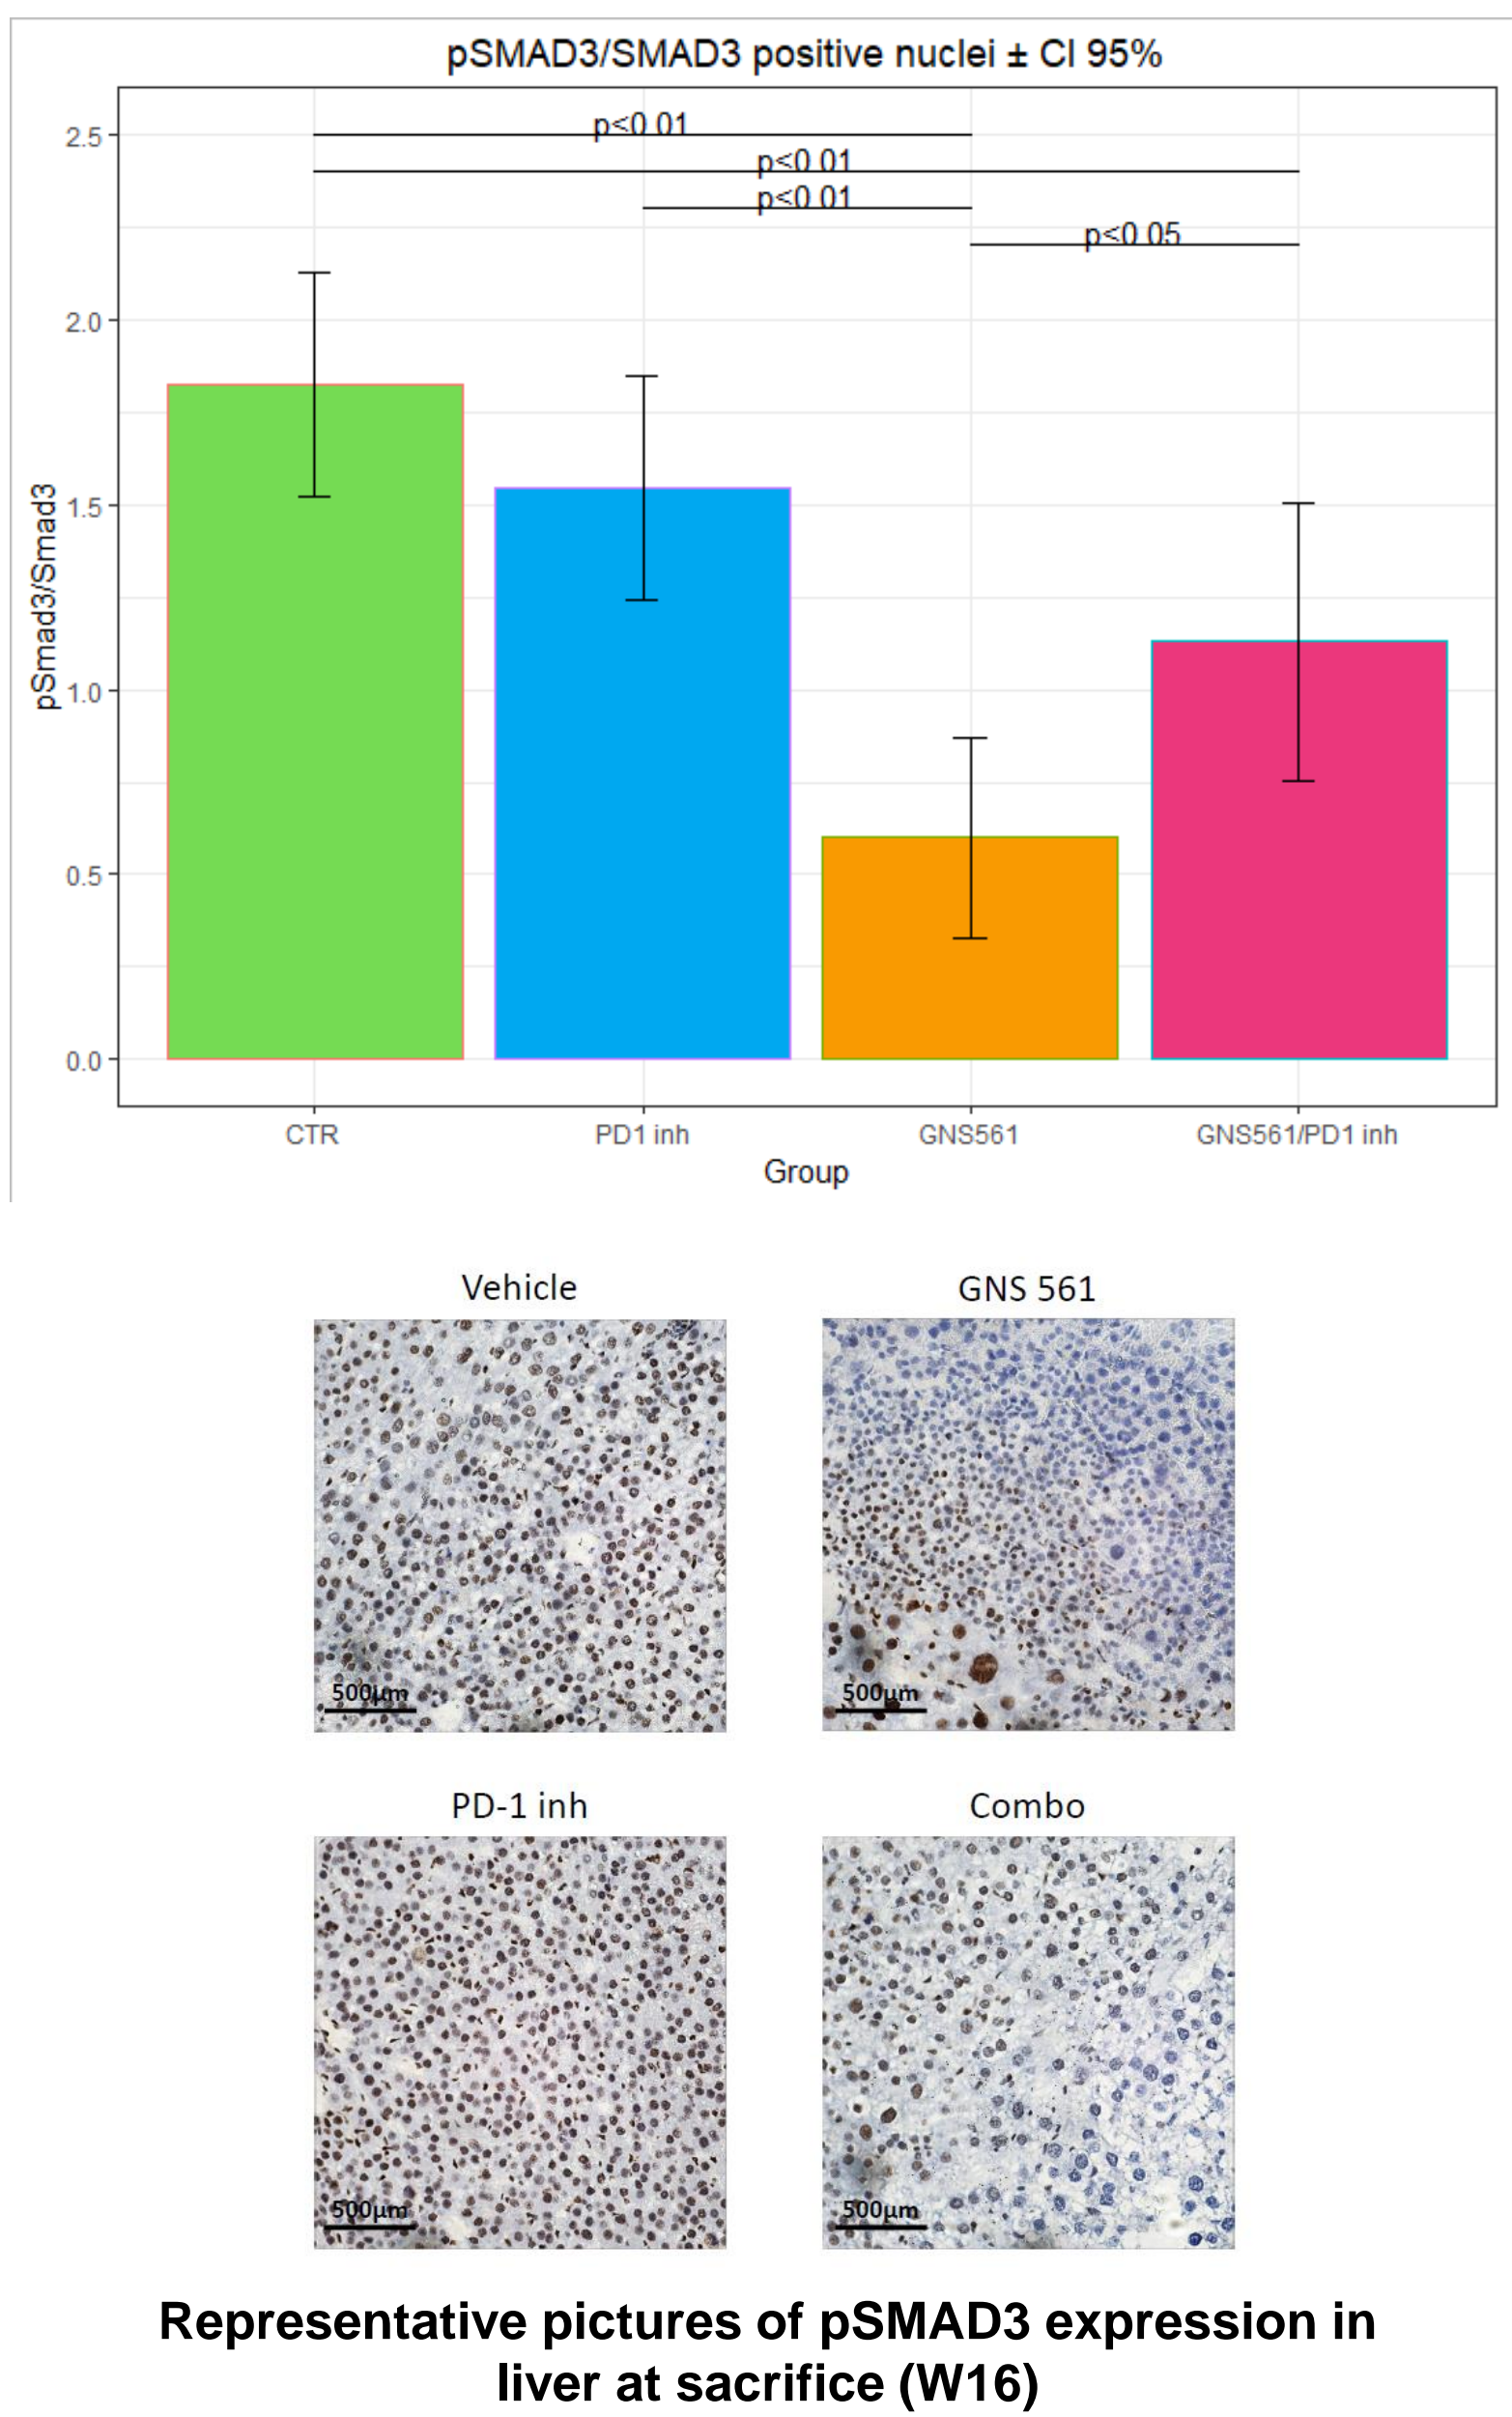 pSMAD3/SMAD3 positive nuclei ± CI 95%
p<0 01
p<0 01
p<0 01
p<0 05
2.5
2.0
1.5
1.0
0.5
0.0
pSmad3/Smad3
CTR PD1 inh GNS561 GNS561/PD1 inh
Group
Vehicle GNS 561
500µm 500µm
PD-1 inh Combo
500µm 500µm
Representative pictures of pSMAD3 expression in
liver at sacrifice (W16)